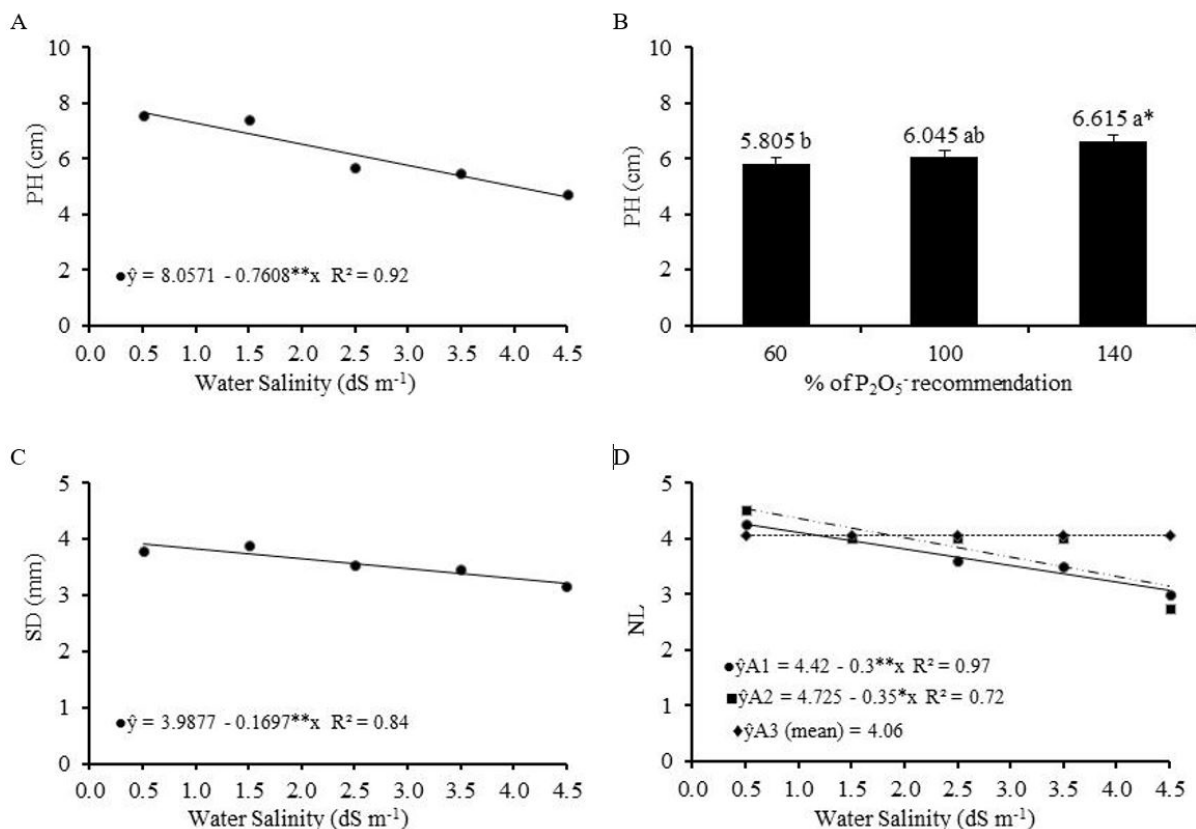 A
10
8
6
4
2
0
PH (cm)
● ŷ = 8.0571 - 0.7608**x R² = 0.92
0.0 0.5 1.0 1.5 2.0 2.5 3.0 3.5 4.0 4.5
Water Salinity (dS m⁻¹)
B
10
8
6
4
2
0
PH (cm)
5.805 b 6.045 ab 6.615 a*
60 100 140
% of P₂O₅⁻ recommendation
C
5
4
3
2
1
0
SD (mm)
● ŷ = 3.9877 - 0.1697**x R² = 0.84
0.0 0.5 1.0 1.5 2.0 2.5 3.0 3.5 4.0 4.5
Water Salinity (dS m⁻¹)
D
5
4
3
2
1
0
NL
● ŷA1 = 4.42 - 0.3**x R² = 0.97
■ ŷA2 = 4.725 - 0.35*x R² = 0.72
◆ ŷA3 (mean) = 4.06
0.0 0.5 1.0 1.5 2.0 2.5 3.0 3.5 4.0 4.5
Water Salinity (dS m⁻¹)